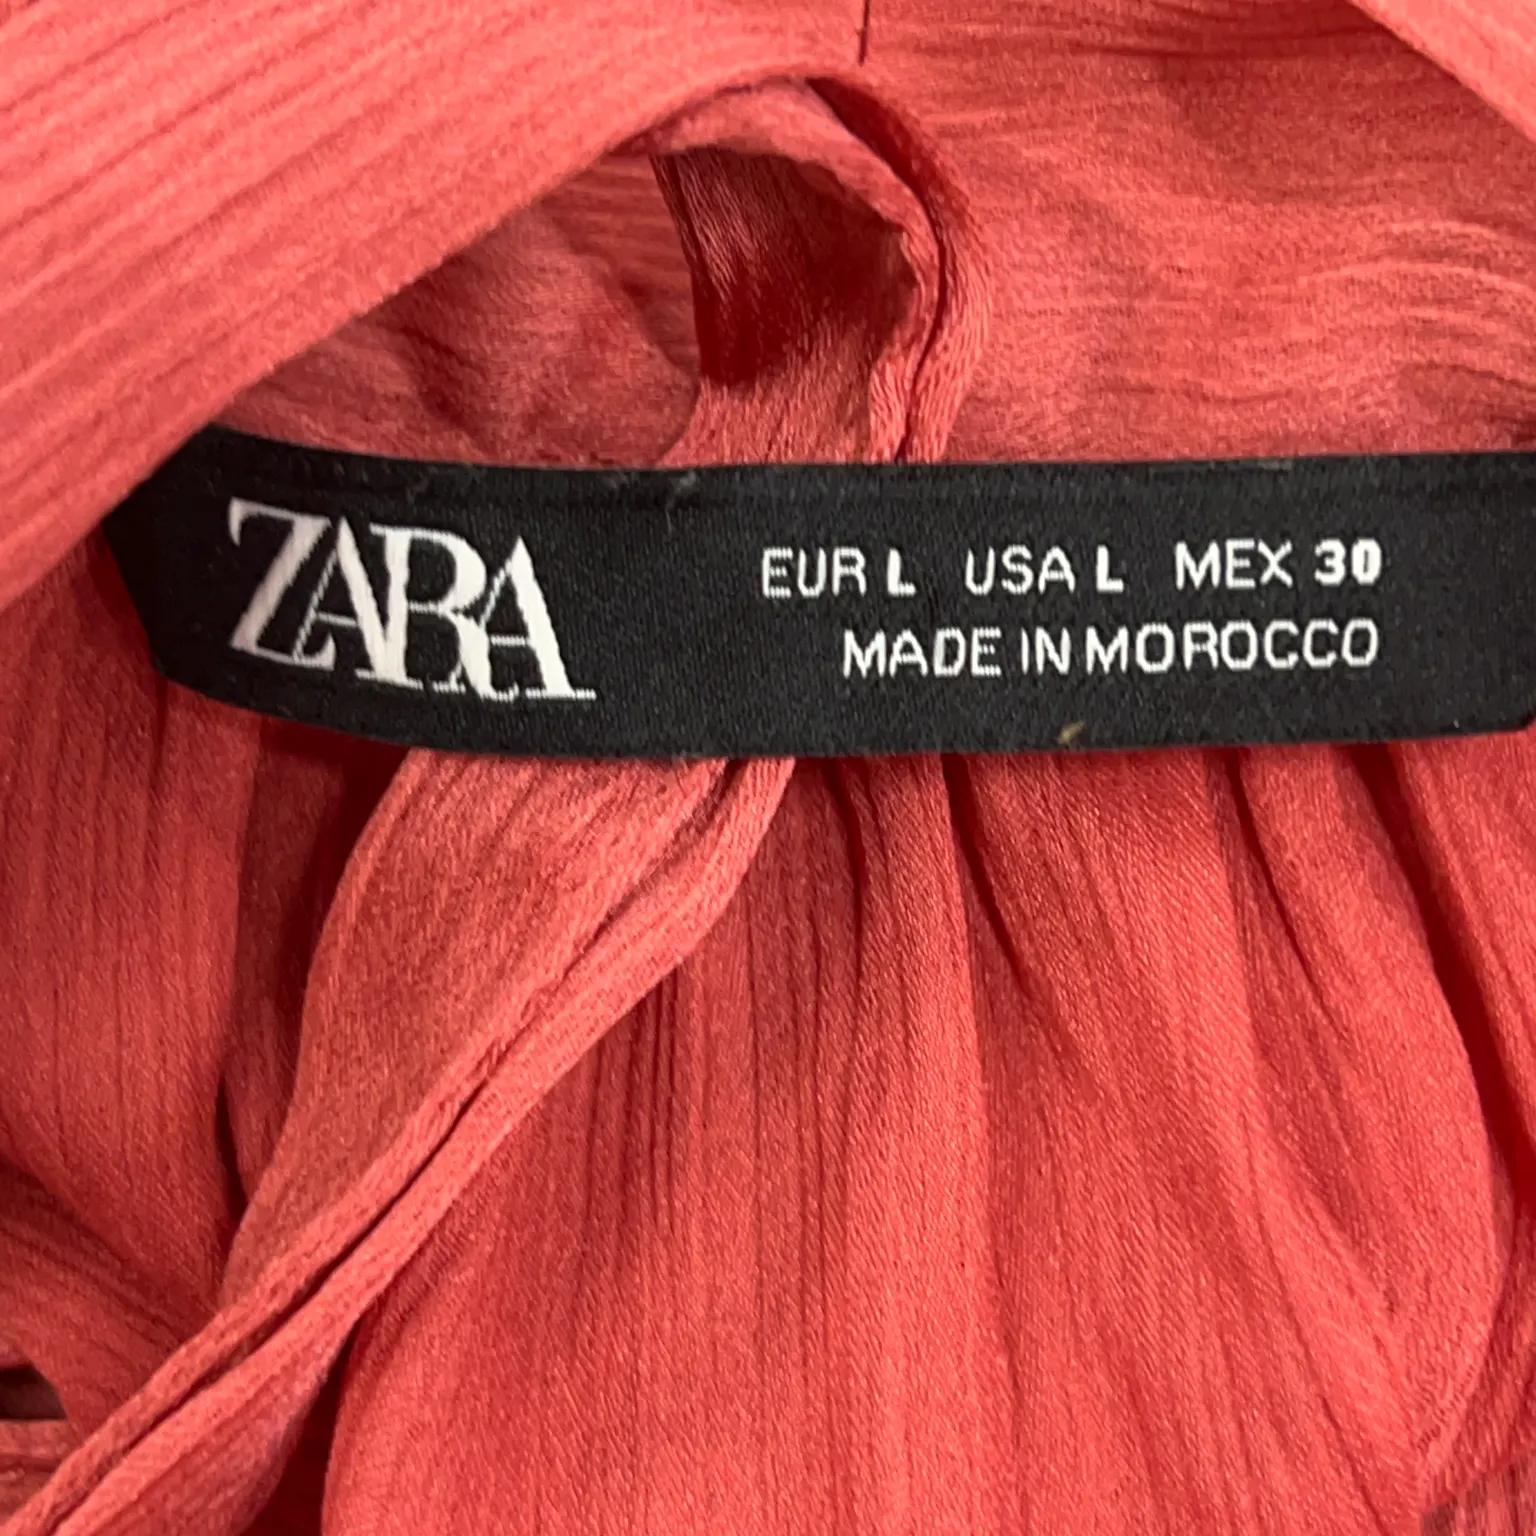 ZARA
EUR L USA L MEX 30
MADE IN MOROCCO